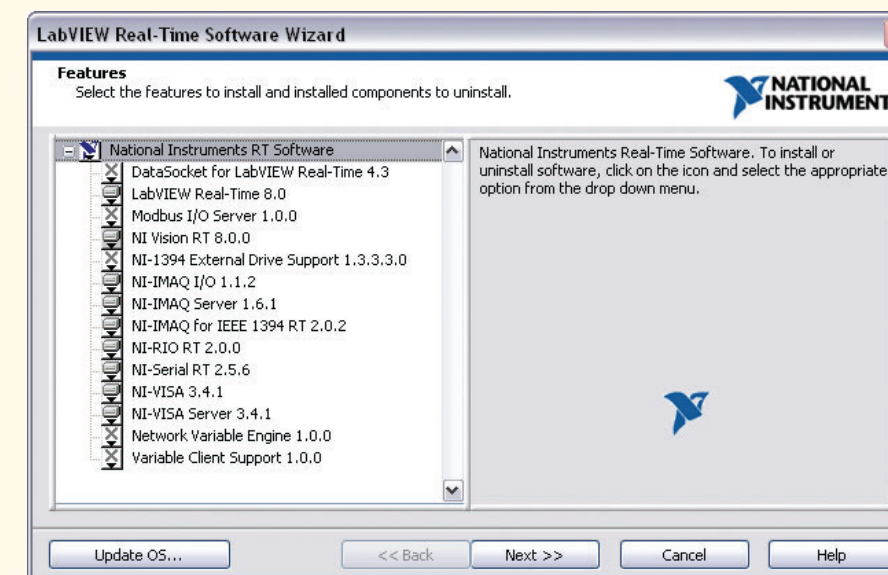 LabVIEW Real-Time Software Wizard
Features
Select the features to install and installed components to uninstall.
NATIONAL
INSTRUMENT
National Instruments RT Software
DataSocket for LabVIEW Real-Time 4.3
LabVIEW Real-Time 8.0
Modbus I/O Server 1.0.0
NI Vision RT 8.0.0
NI-1394 External Drive Support 1.3.3.3.0
NI-IMAQ I/O 1.1.2
NI-IMAQ Server 1.6.1
NI-IMAQ for IEEE 1394 RT 2.0.2
NI-RIO RT 2.0.0
NI-Serial RT 2.5.6
NI-VISA 3.4.1
NI-VISA Server 3.4.1
Network Variable Engine 1.0.0
Variable Client Support 1.0.0
National Instruments Real-Time Software. To install or
uninstall software, click on the icon and select the appropriate
option from the drop down menu.
Update OS...
<< Back
Next >>
Cancel
Help